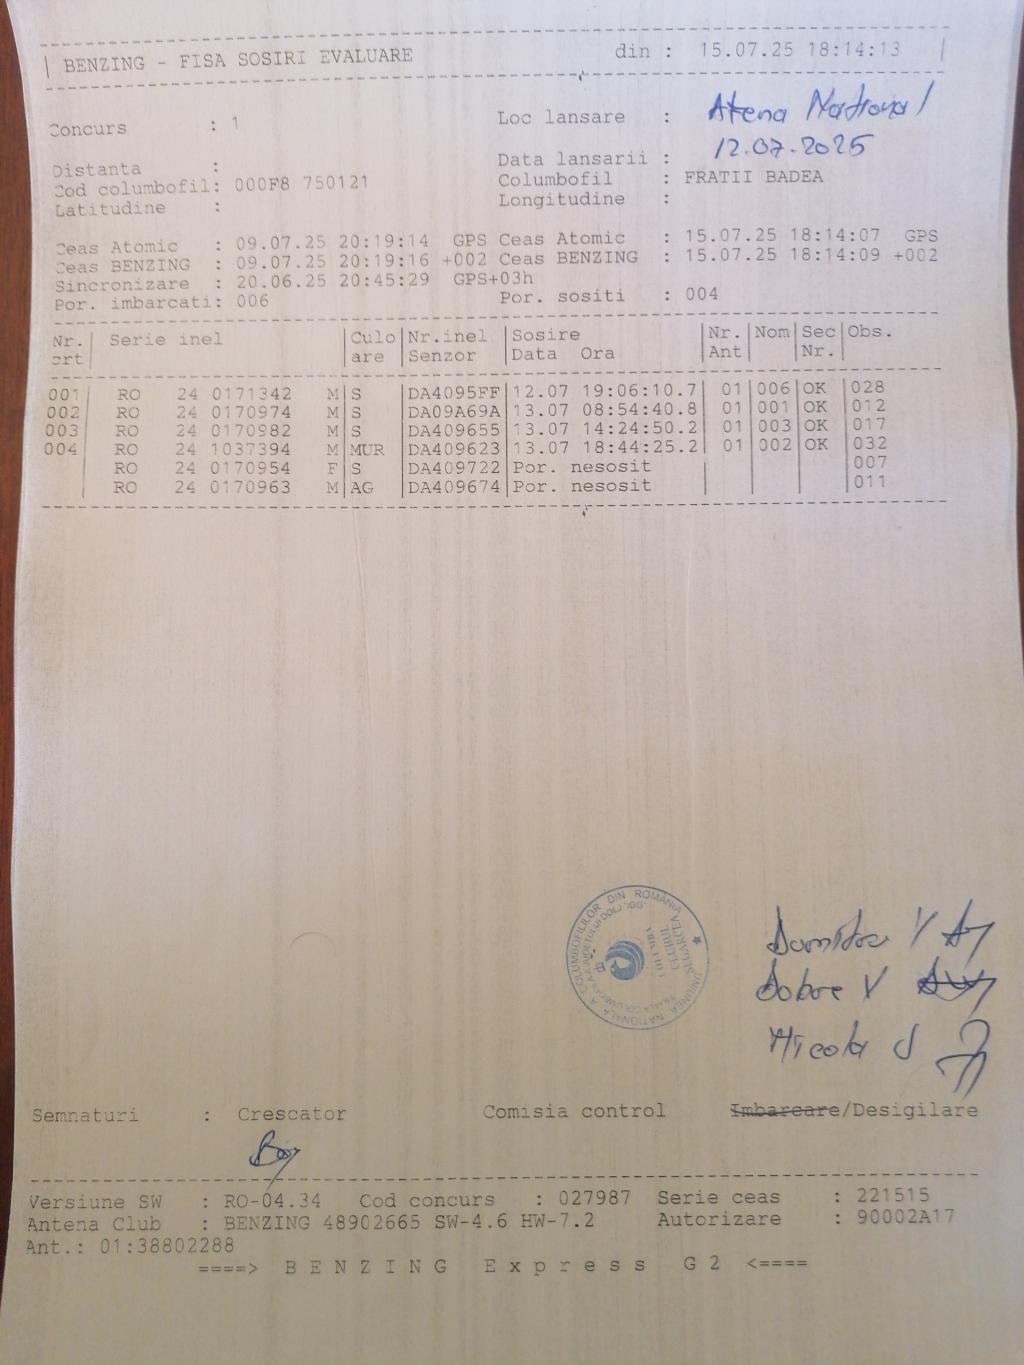 BENZING - FISA SOSIRI EVALUARE din : 15.07.25 18:14:13
Concurs : 1 Loc lansare : Atena National
Distanta : Data lansarii : 12.07.2025
Cod columbofil: 000F8 750121 Columbofil : FRATII BADEA
Latitudine : Longitudine :
Ceas Atomic : 09.07.25 20:19:14 GPS Ceas Atomic : 15.07.25 18:14:07 GPS
Ceas BENZING : 09.07.25 20:19:16 +002 Ceas BENZING : 15.07.25 18:14:09 +002
Sincronizare : 20.06.25 20:45:29 GPS+03h
Por. imbarcati: 006 Por. sositi : 004
Nr. Serie inel Culo Nr.inel Sosire Nr. Nom Sec Obs.
crt are Senzor Data Ora Ant Nr.
001 RO 24 0171342 M S DA4095FF 12.07 19:06:10.7 01 006 OK 028
002 RO 24 0170974 M S DA09A69A 13.07 08:54:40.8 01 001 OK 012
003 RO 24 0170982 M S DA409655 13.07 14:24:50.2 01 003 OK 017
004 RO 24 1037394 M MUR DA409623 13.07 18:44:25.2 01 002 OK 032
RO 24 0170954 F S DA409722 Por. nesosit 007
RO 24 0170963 M AG DA409674 Por. nesosit 011
UNIUNEA NATIONALA A COLUMBOFILILOR DIN ROMÂNIA
Dobre V
Nicola
Semnaturi : Crescator Comisia control Imbarcare/Desigilare
Versiune SW : RO-04.34 Cod concurs : 027987 Serie ceas : 221515
Antena Club : BENZING 48902665 SW-4.6 HW-7.2 Autorizare : 90002A17
Ant.: 01:38802288
====> B E N Z I N G E x p r e s s G 2 <====